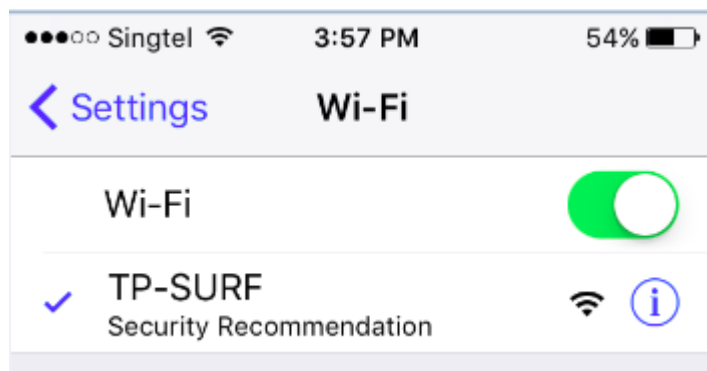 Singtel 3:57 PM 54%
Settings Wi-Fi
Wi-Fi
TP-SURF
Security Recommendation